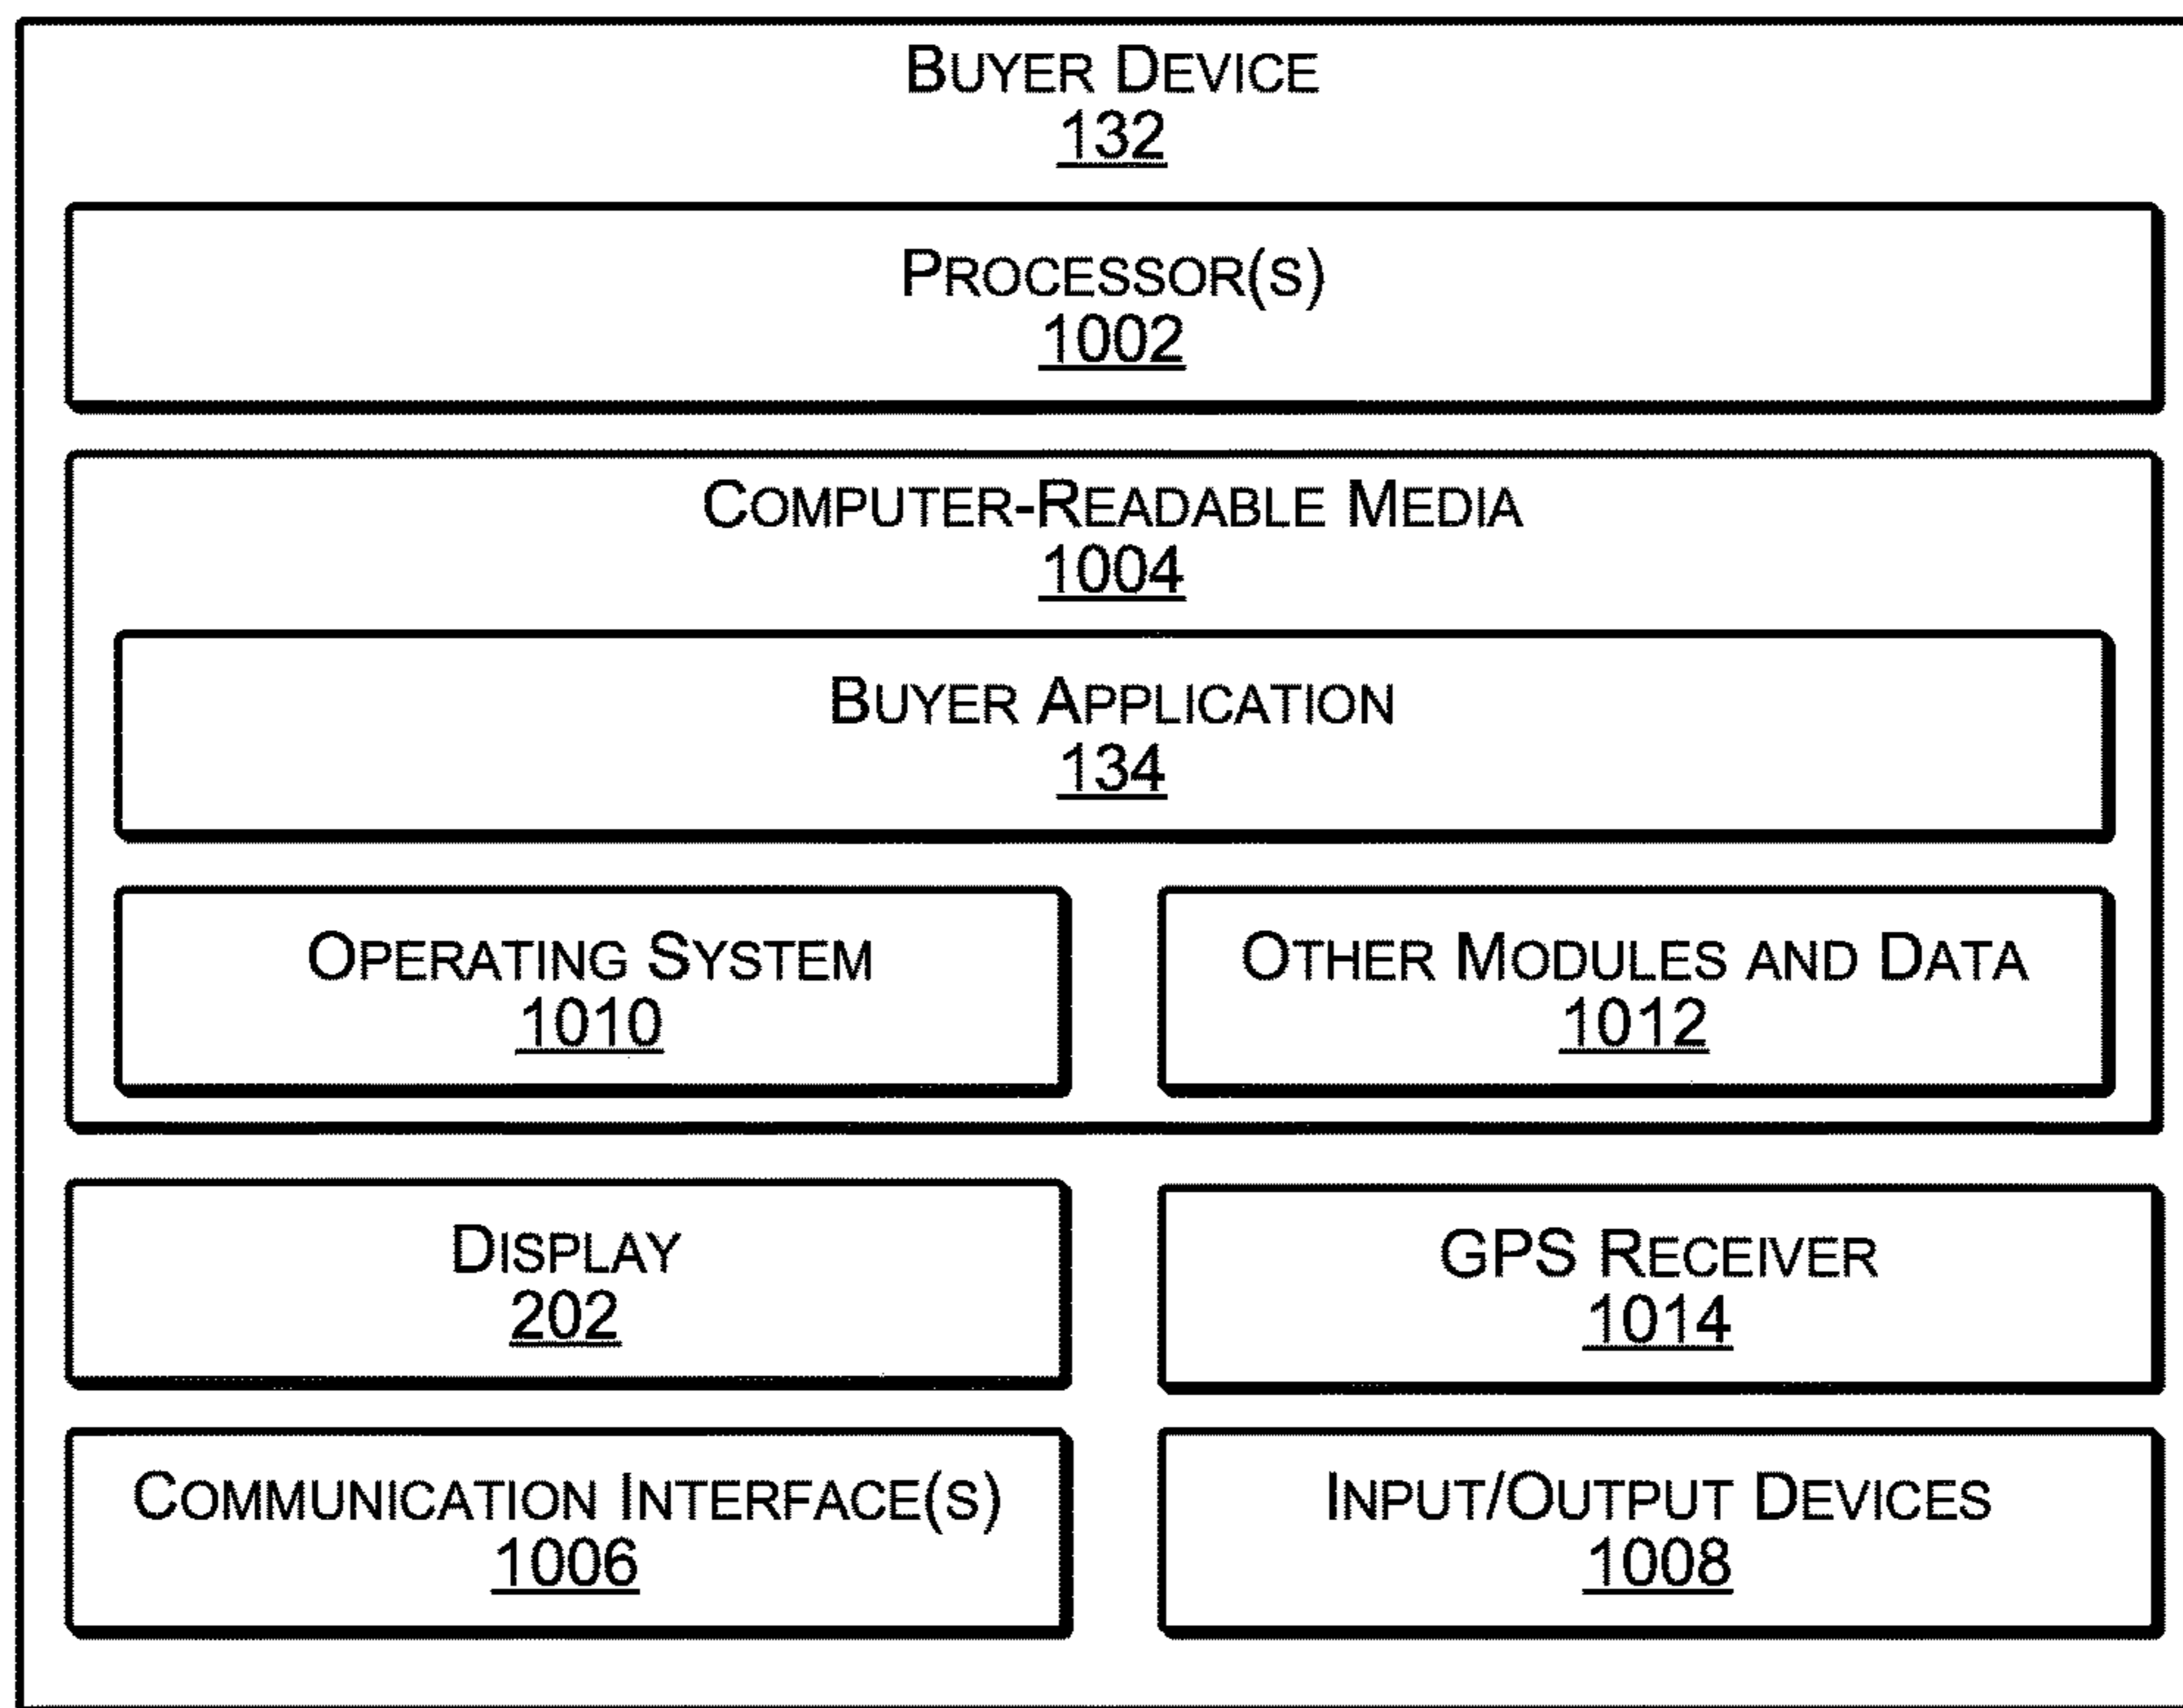 BUYER DEVICE
132
PROCESSOR(S)
1002
COMPUTER-READABLE MEDIA
1004
BUYER APPLICATION
134
OPERATING SYSTEM
1010
OTHER MODULES AND DATA
1012
DISPLAY
202
GPS RECEIVER
1014
COMMUNICATION INTERFACE(S)
1006
INPUT/OUTPUT DEVICES
1008